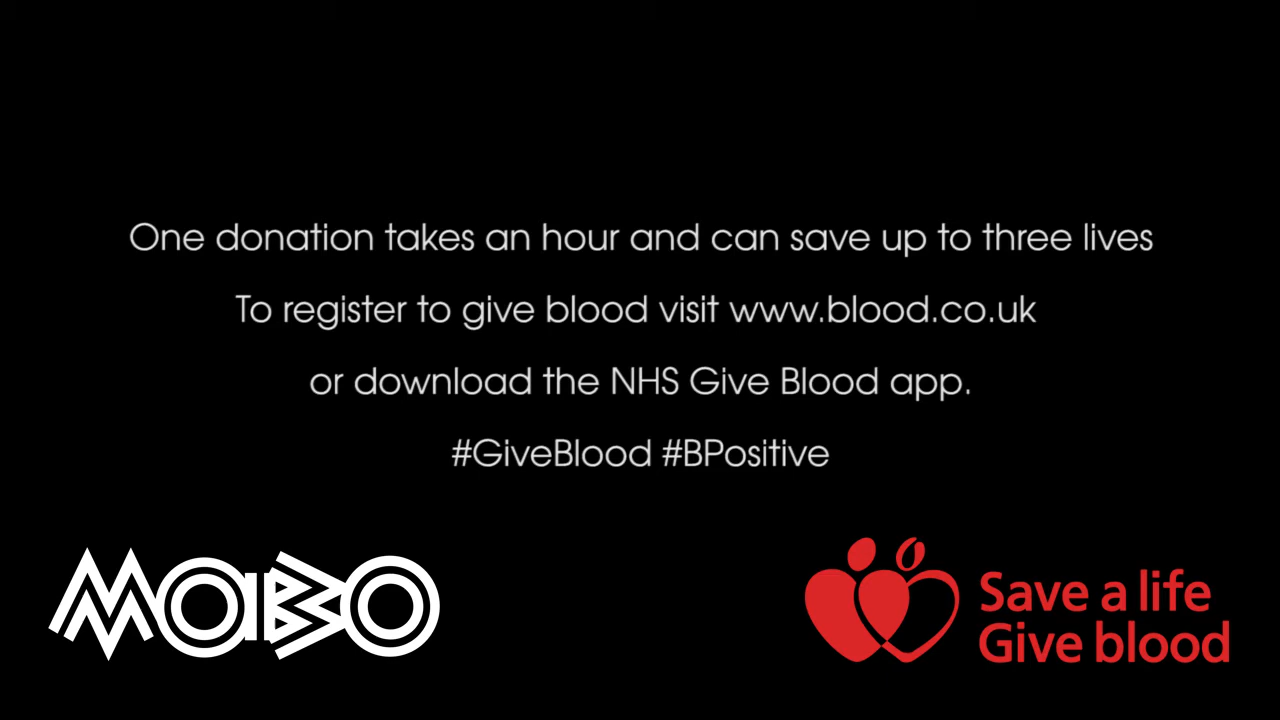 One donation takes an hour and can save up to three lives
To register to give blood visit www.blood.co.uk
or download the NHS Give Blood app.
#GiveBlood #BPositive
MOBO
Save a life
Give blood